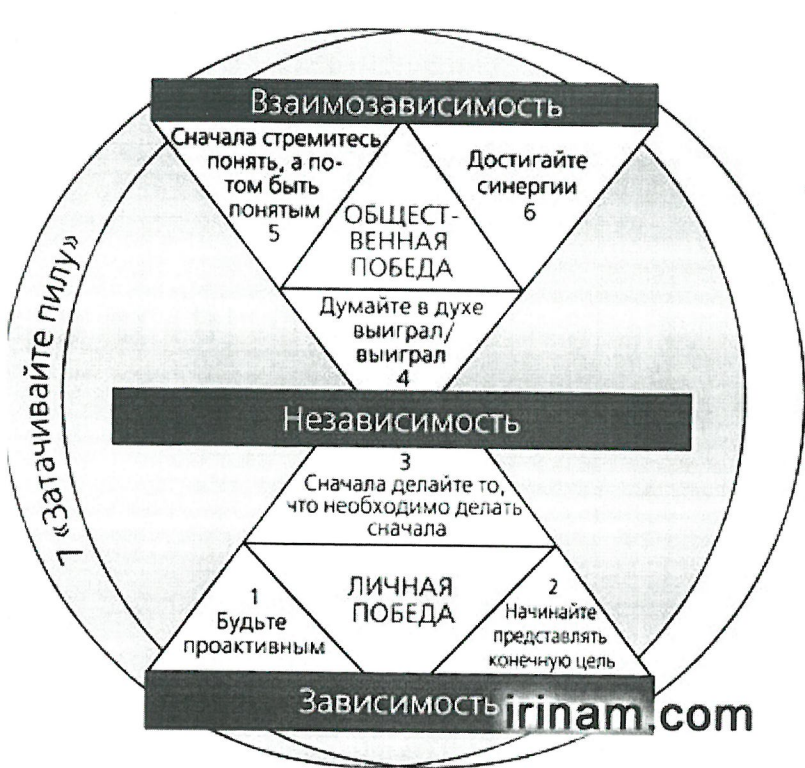 Взаимозависимость
Сначала стремитесь
понять, а по-
том быть
понятым
5
Достигайте
синергии
6
ОБЩЕСТ-
ВЕННАЯ
ПОБЕДА
Думайте в духе
выиграл/
выиграл
4
7 «Затачивайте пилу»
Независимость
3
Сначала делайте то,
что необходимо делать
сначала
ЛИЧНАЯ
ПОБЕДА
1
Будьте
проактивным
2
Начинайте
представлять
конечную цель
Зависимость
irinam.com